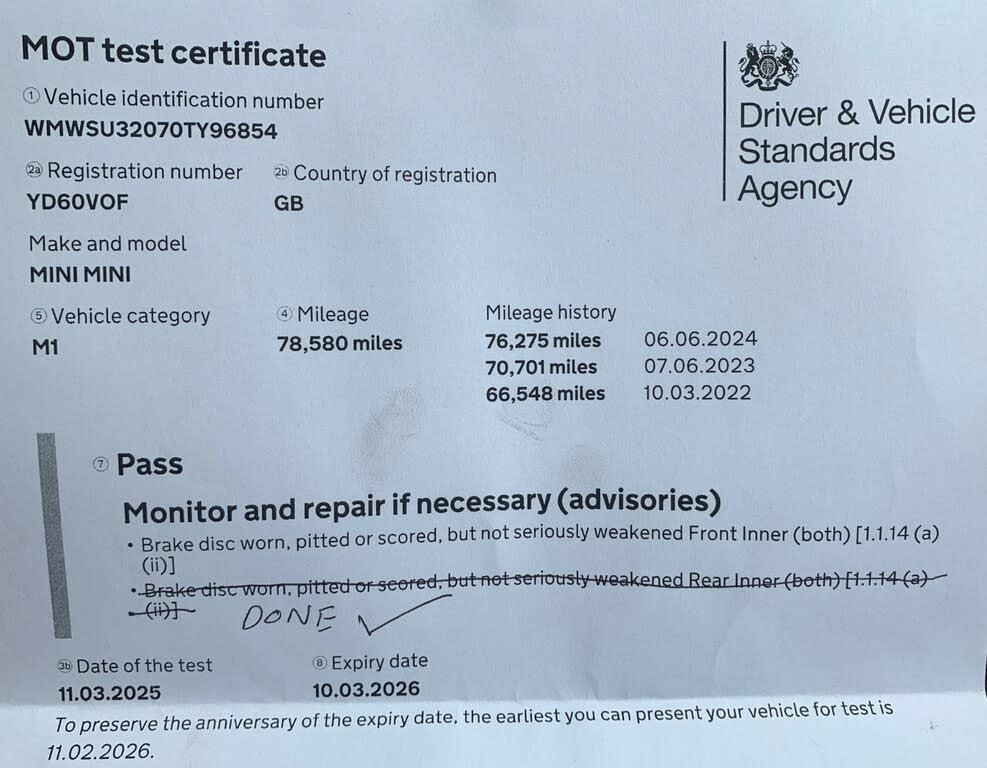 MOT test certificate
① Vehicle identification number
WMWSU32070TY96854
2a Registration number 2b Country of registration
YD60VOF GB
Make and model
MINI MINI
⑤ Vehicle category ④ Mileage Mileage history
M1 78,580 miles 76,275 miles 06.06.2024
70,701 miles 07.06.2023
66,548 miles 10.03.2022
Driver & Vehicle
Standards
Agency
⑦ Pass
Monitor and repair if necessary (advisories)
• Brake disc worn, pitted or scored, but not seriously weakened Front Inner (both) [1.1.14 (a)
(ii)]
• Brake disc worn, pitted or scored, but not seriously weakened Rear Inner (both) [1.1.14 (a)
(ii)]
DONE ✓
3b Date of the test ⑧ Expiry date
11.03.2025 10.03.2026
To preserve the anniversary of the expiry date, the earliest you can present your vehicle for test is
11.02.2026.